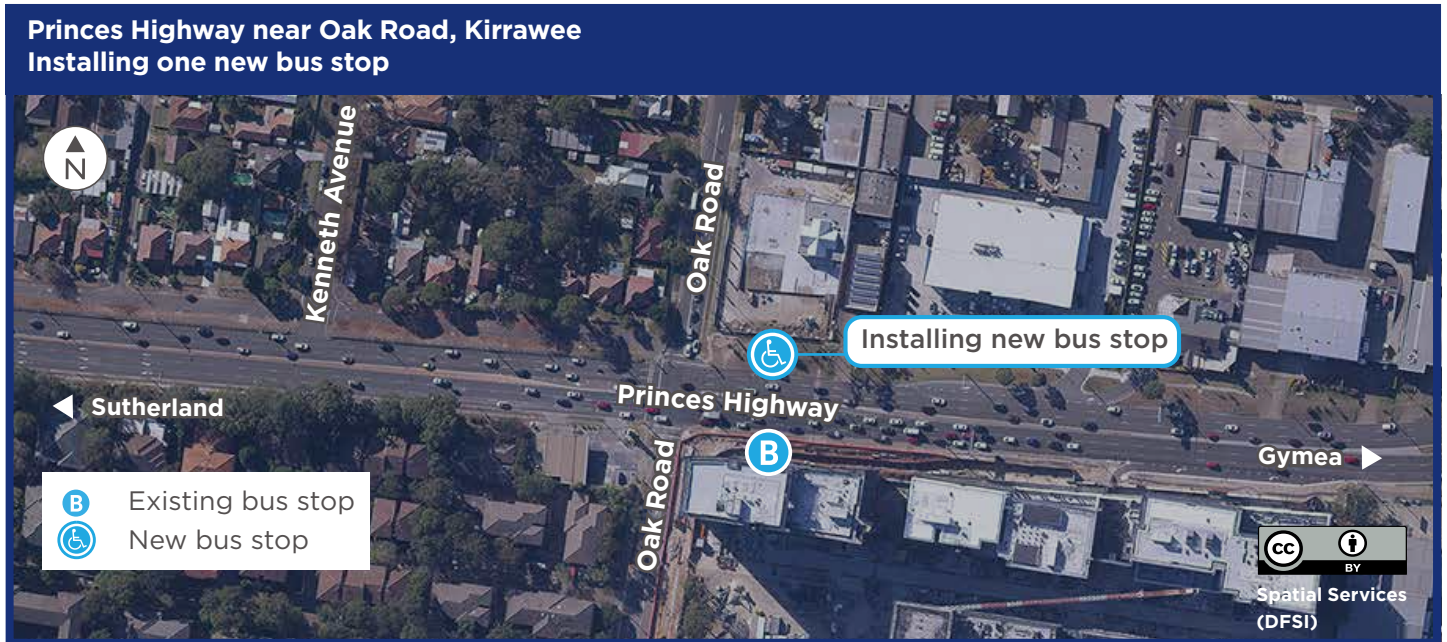 Princes Highway near Oak Road, Kirrawee
Installing one new bus stop
N
Kenneth Avenue
Oak Road
Installing new bus stop
Princes Highway
Sutherland
B
Gymea
Oak Road
B Existing bus stop
New bus stop
cc
BY
Spatial Services
(DFSI)